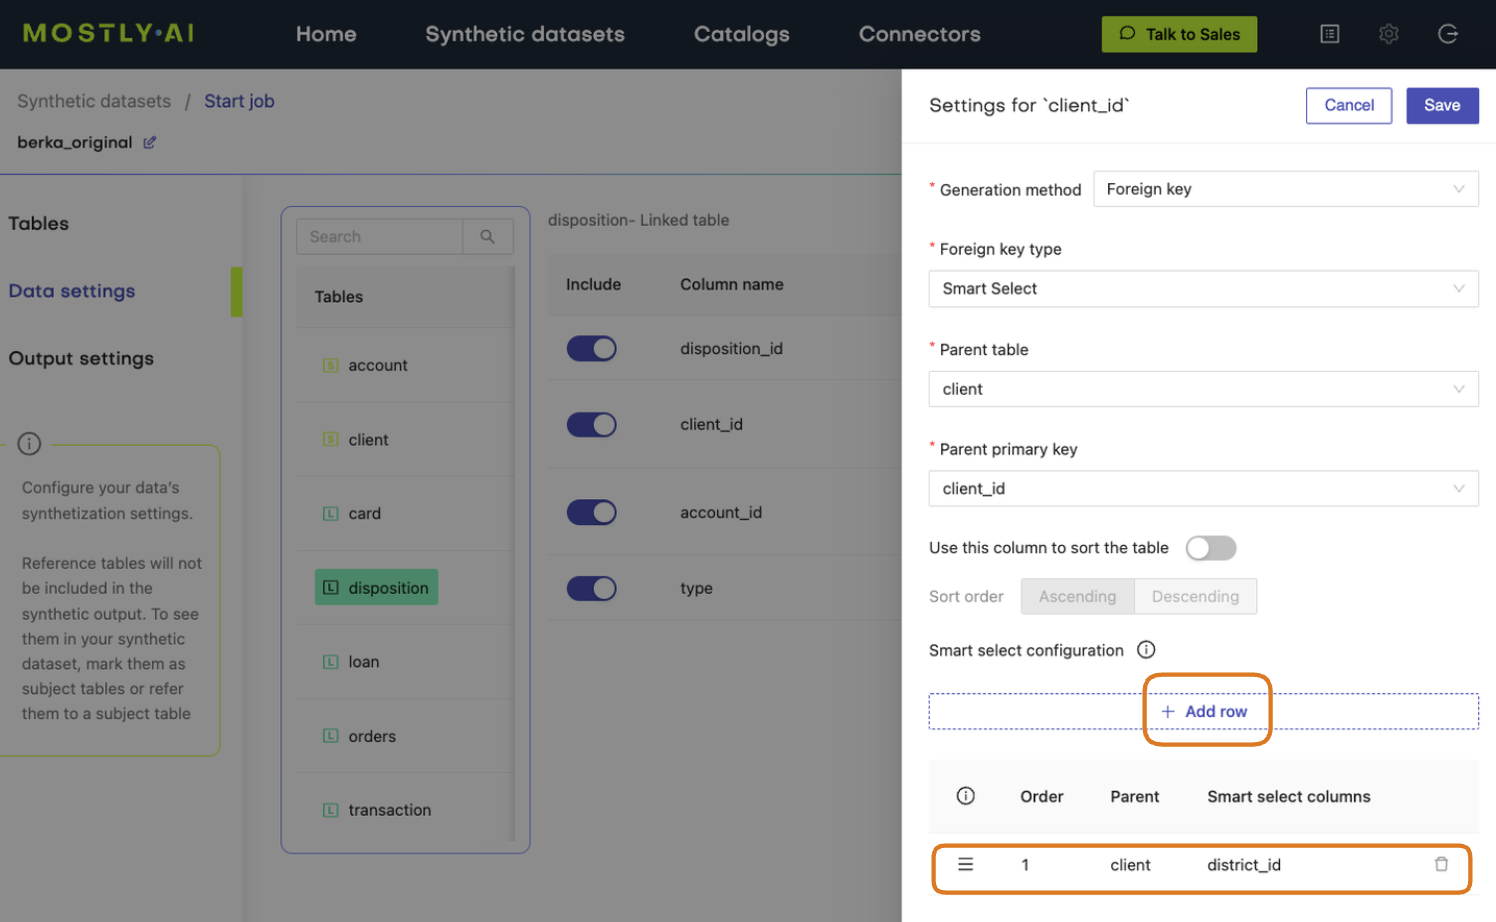 MOSTLY·AI
Home
Synthetic datasets
Catalogs
Connectors
Talk to Sales
Synthetic datasets / Start job
berka_original
Tables
Data settings
Output settings
Configure your data's
synthetization settings.
Reference tables will not
be included in the
synthetic output. To see
them in your synthetic
dataset, mark them as
subject tables or refer
them to a subject table
Search
Tables
S account
S client
L card
L disposition
L loan
L orders
L transaction
disposition- Linked table
Include Column name
disposition_id
client_id
account_id
type
Settings for `client_id`
Cancel
Save
* Generation method
Foreign key
* Foreign key type
Smart Select
* Parent table
client
* Parent primary key
client_id
Use this column to sort the table
Sort order
Ascending
Descending
Smart select configuration
+ Add row
Order Parent Smart select columns
1 client district_id